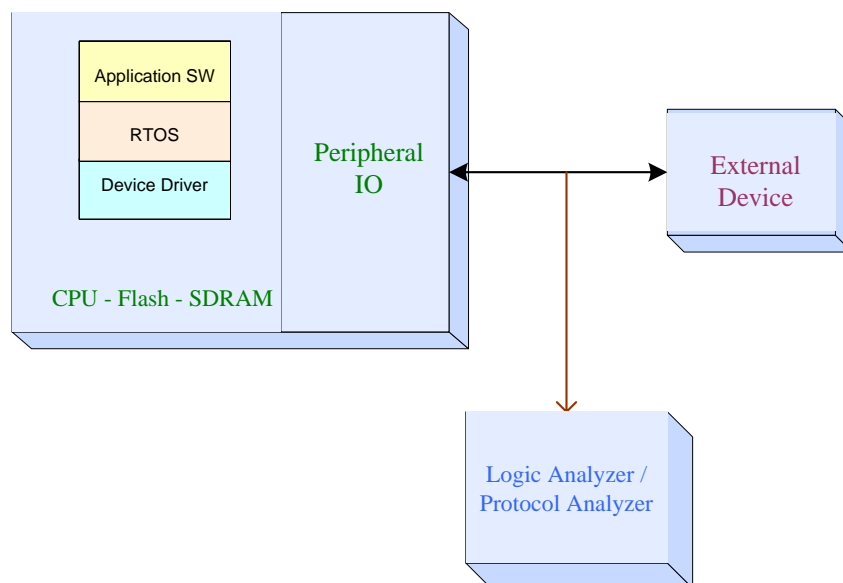 Application SW
RTOS
Device Driver
Peripheral
IO
CPU - Flash - SDRAM
External
Device
Logic Analyzer /
Protocol Analyzer